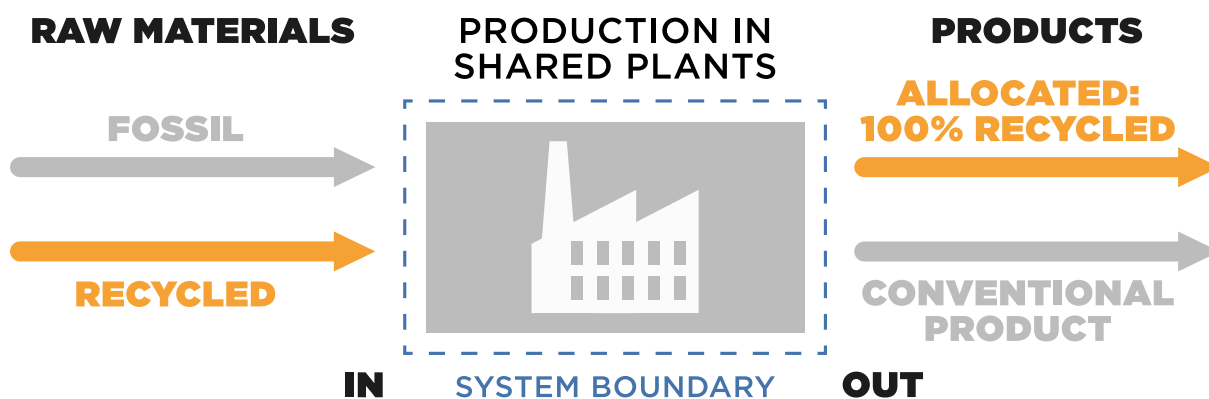 RAW MATERIALS
PRODUCTION IN
SHARED PLANTS
PRODUCTS
FOSSIL
ALLOCATED:
100% RECYCLED
RECYCLED
CONVENTIONAL
PRODUCT
IN
SYSTEM BOUNDARY
OUT